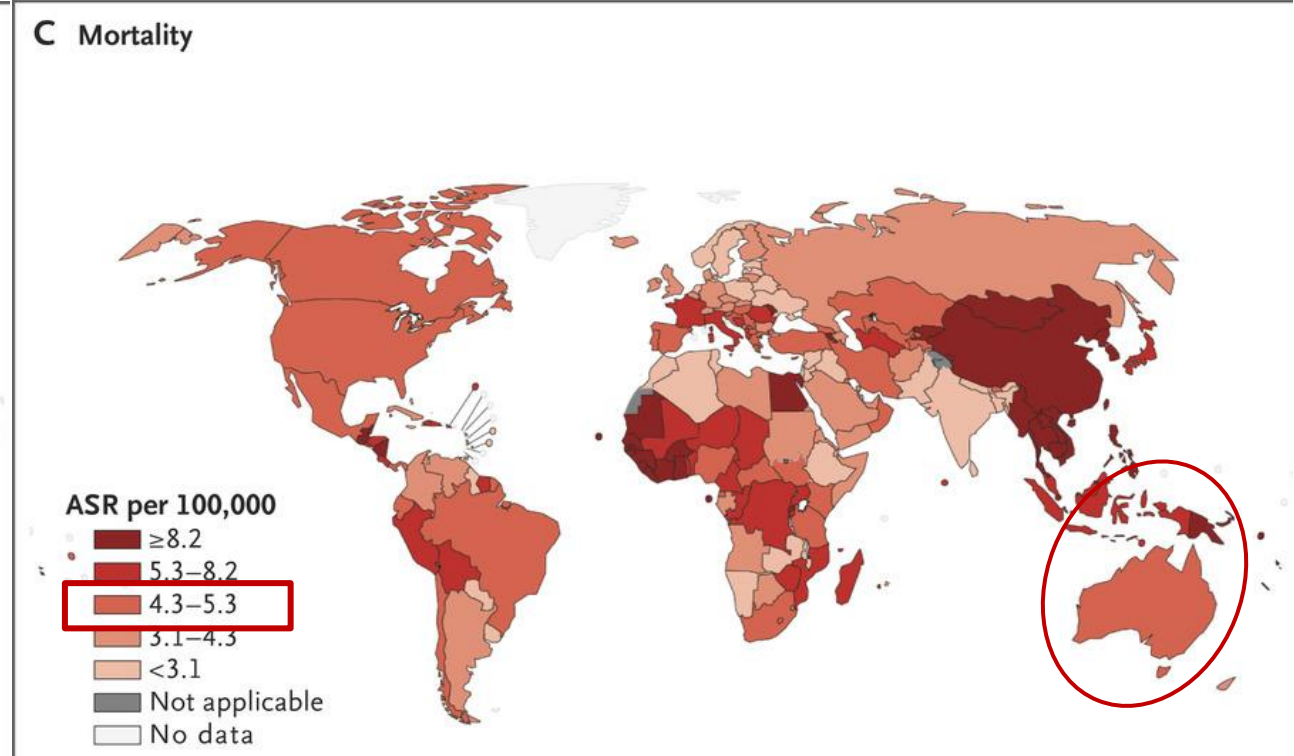 C Mortality
ASR per 100,000
≥8.2
5.3–8.2
4.3–5.3
3.1–4.3
<3.1
Not applicable
No data